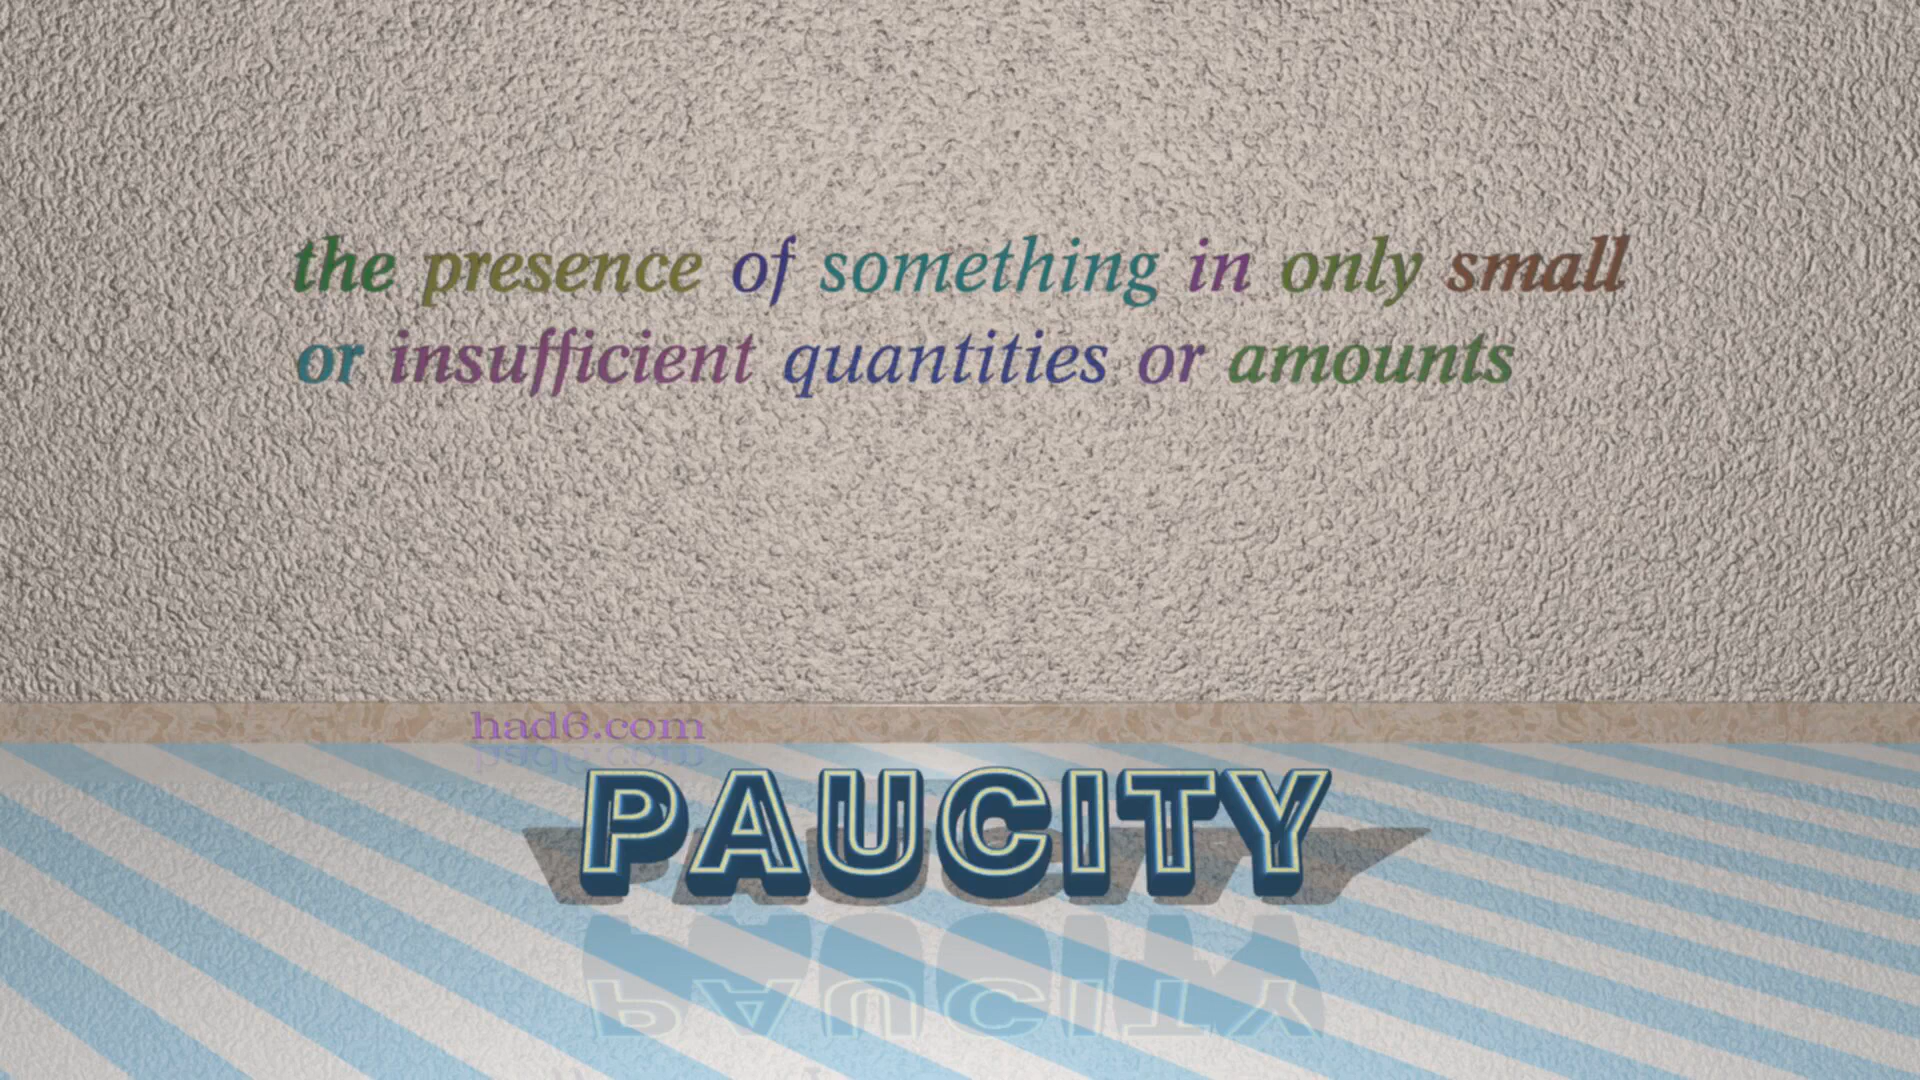 the presence of something in only small
or insufficient quantities or amounts
had6.com
PAUCITY